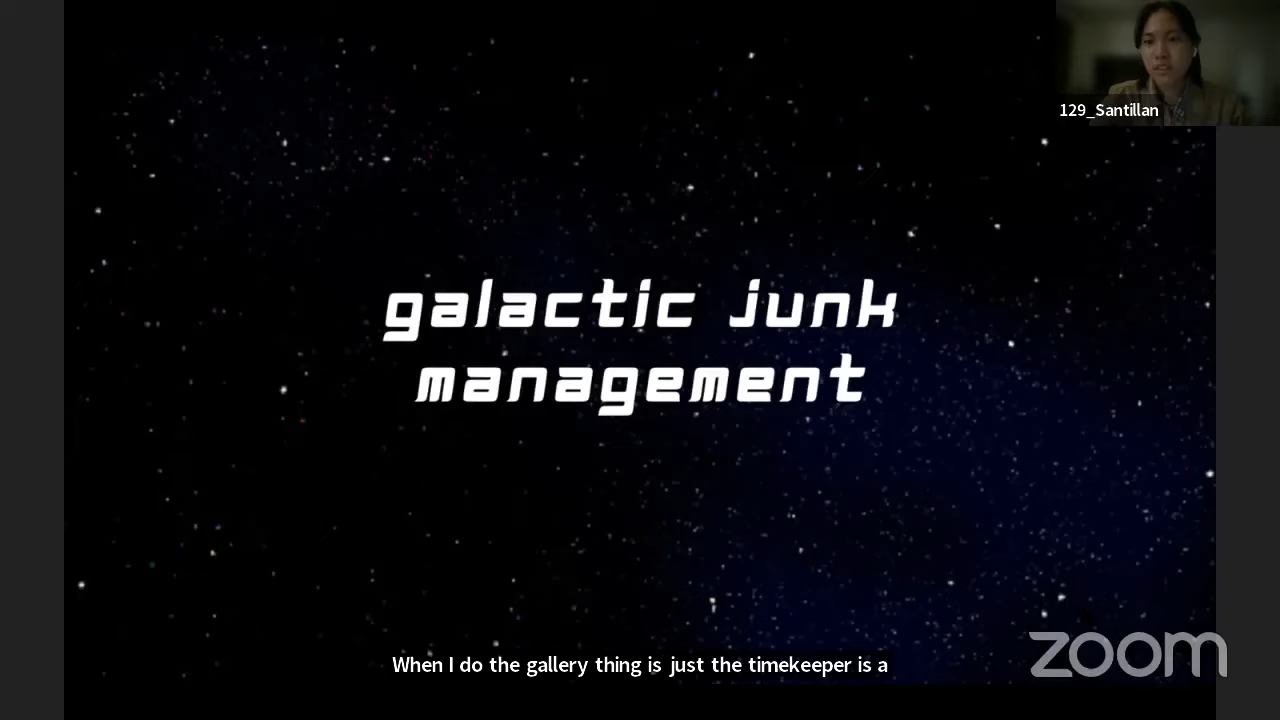 129_Santillan
galactic junk
management
When I do the gallery thing is just the timekeeper is a
zoom